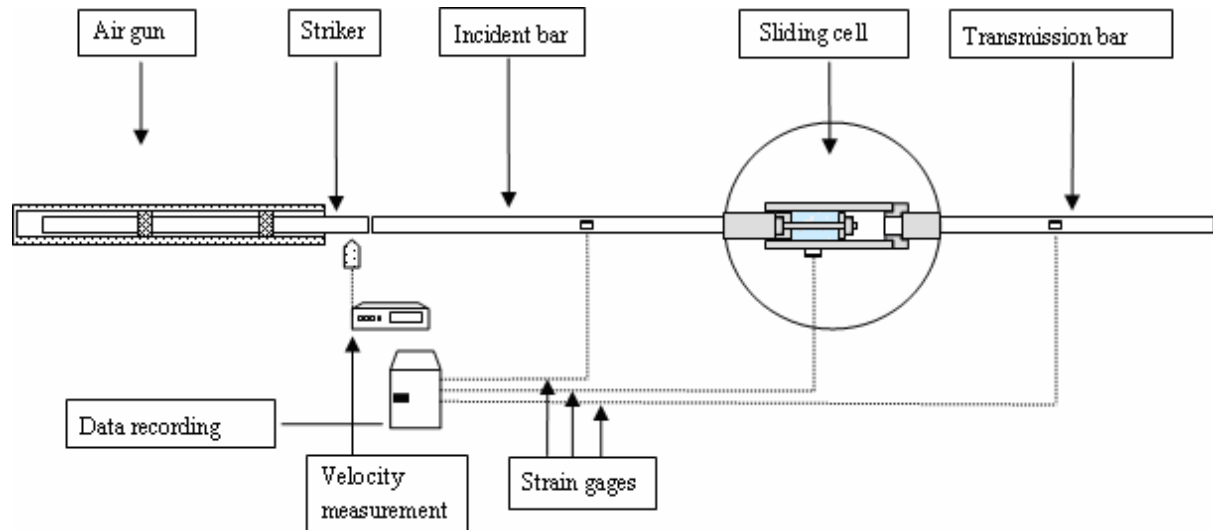 Air gun
Striker
Incident bar
Sliding cell
Transmission bar
Data recording
Velocity
measurement
Strain gages